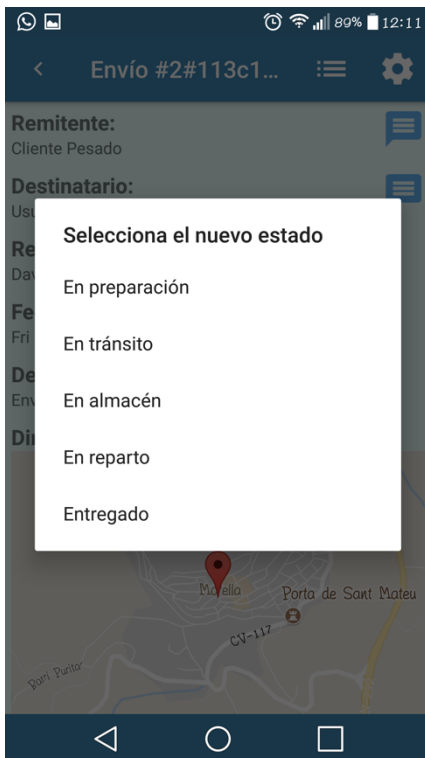 89% 12:11
Envío #2#113c1...
Remitente:
Cliente Pesado
Destinatario:
Selecciona el nuevo estado
En preparación
En tránsito
En almacén
En reparto
Entregado
Fri
Morella
Porta de Sant Mateu
CV-117